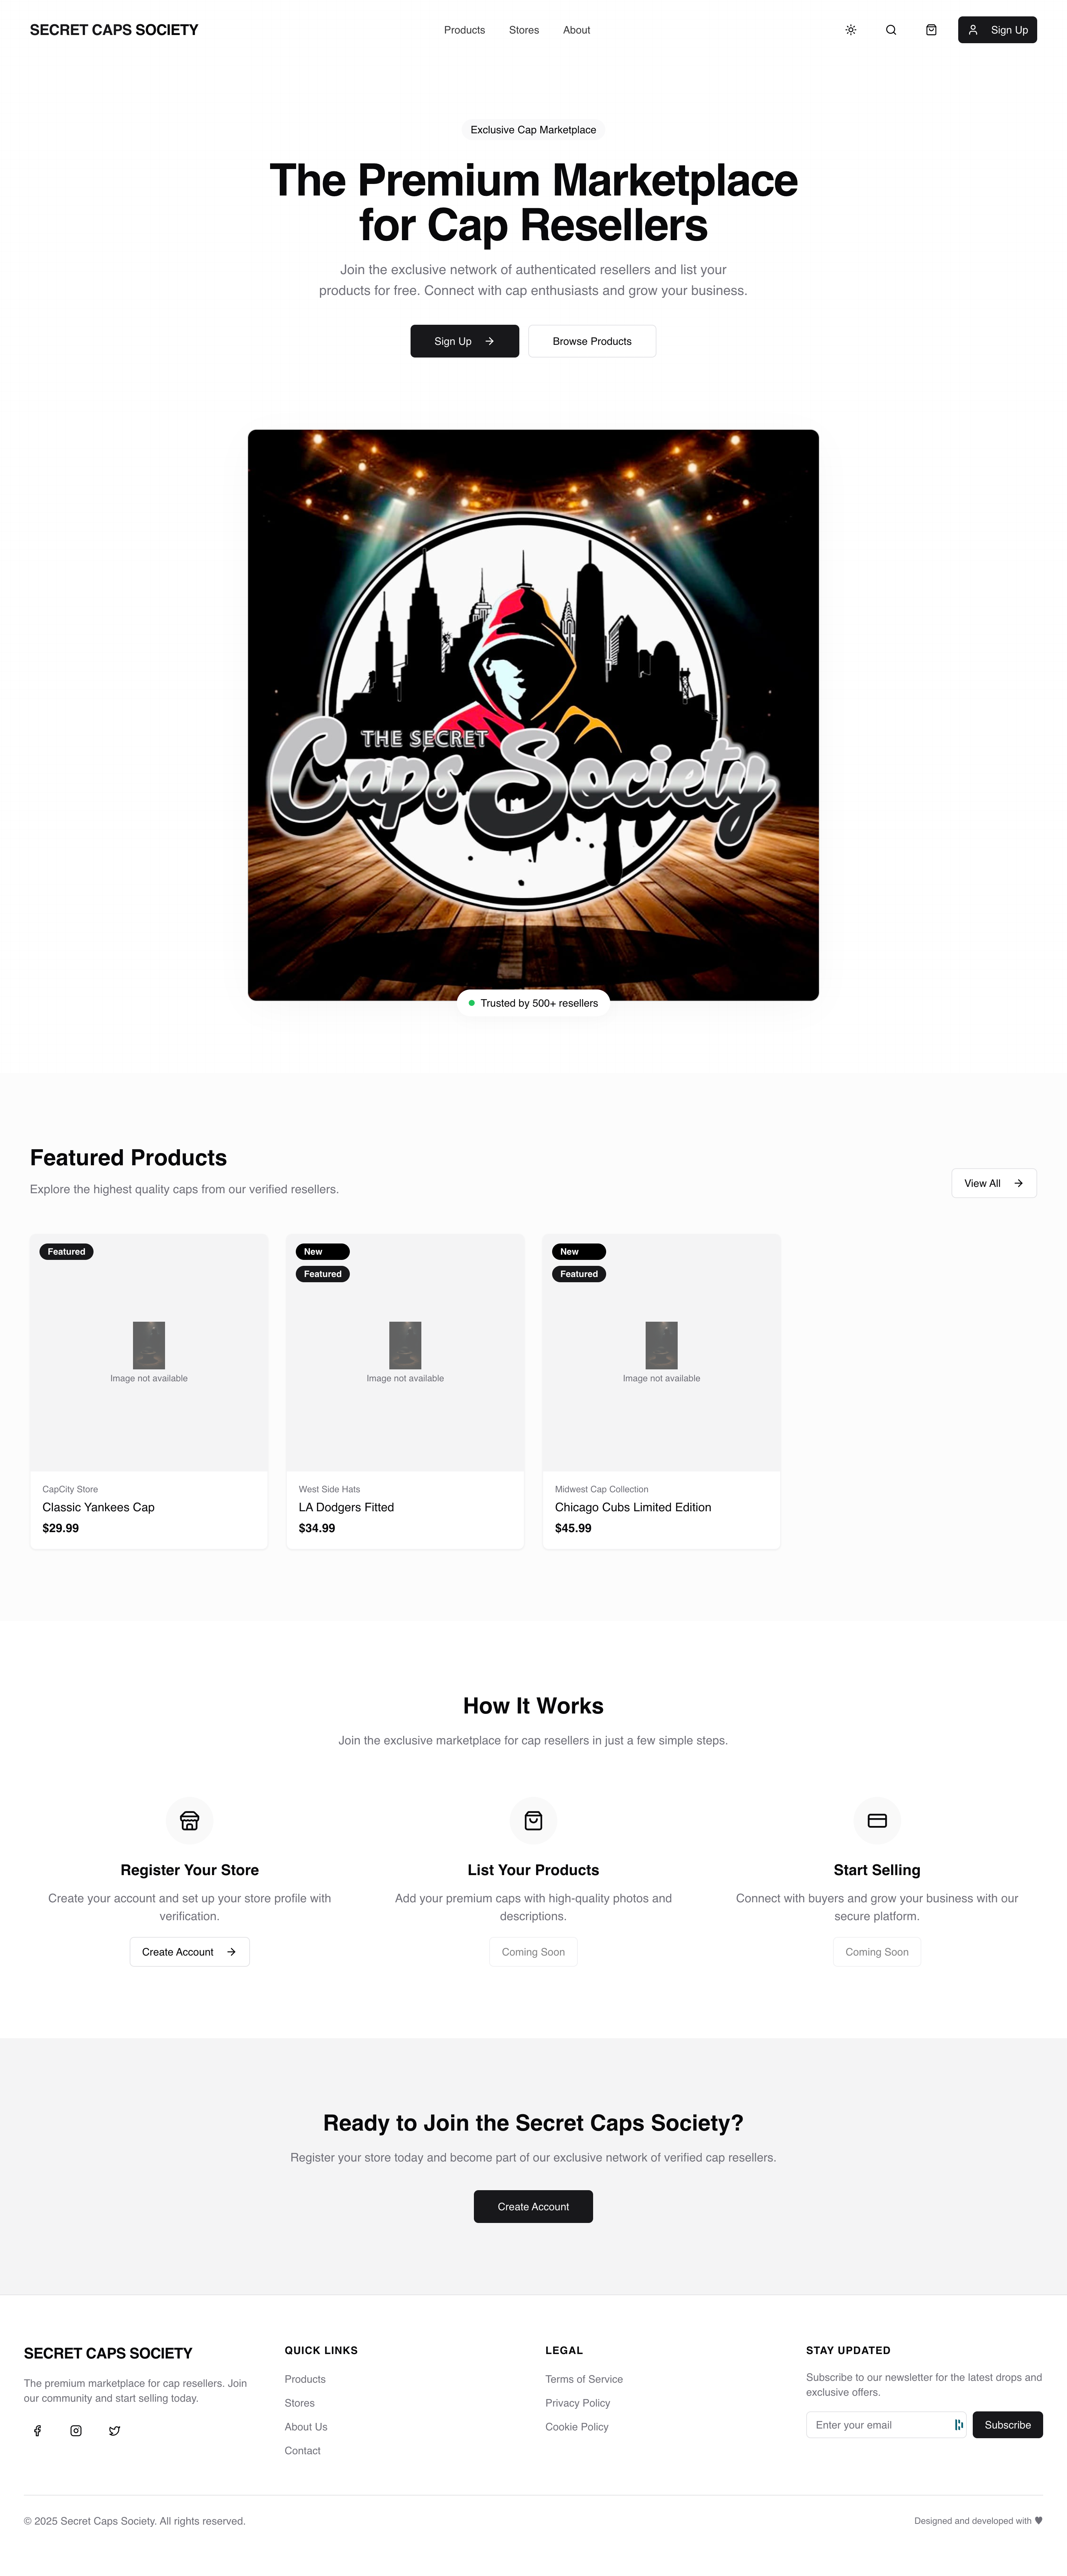 SECRET CAPS SOCIETY
Products
Stores
About
Sign Up
Exclusive Cap Marketplace
The Premium Marketplace
for Cap Resellers
Join the exclusive network of authenticated resellers and list your
products for free. Connect with cap enthusiasts and grow your business.
Sign Up
Browse Products
THE SECRET
Caps Society
Trusted by 500+ resellers
Featured Products
Explore the highest quality caps from our verified resellers.
View All
Featured
Image not available
CapCity Store
Classic Yankees Cap
$29.99
New
Featured
Image not available
West Side Hats
LA Dodgers Fitted
$34.99
New
Featured
Image not available
Midwest Cap Collection
Chicago Cubs Limited Edition
$45.99
How It Works
Join the exclusive marketplace for cap resellers in just a few simple steps.
Register Your Store
Create your account and set up your store profile with
verification.
Create Account
List Your Products
Add your premium caps with high-quality photos and
descriptions.
Coming Soon
Start Selling
Connect with buyers and grow your business with our
secure platform.
Coming Soon
Ready to Join the Secret Caps Society?
Register your store today and become part of our exclusive network of verified cap resellers.
Create Account
SECRET CAPS SOCIETY
The premium marketplace for cap resellers. Join
our community and start selling today.
QUICK LINKS
Products
Stores
About Us
Contact
LEGAL
Terms of Service
Privacy Policy
Cookie Policy
STAY UPDATED
Subscribe to our newsletter for the latest drops and
exclusive offers.
Enter your email
Subscribe
© 2025 Secret Caps Society. All rights reserved.
Designed and developed with ♥